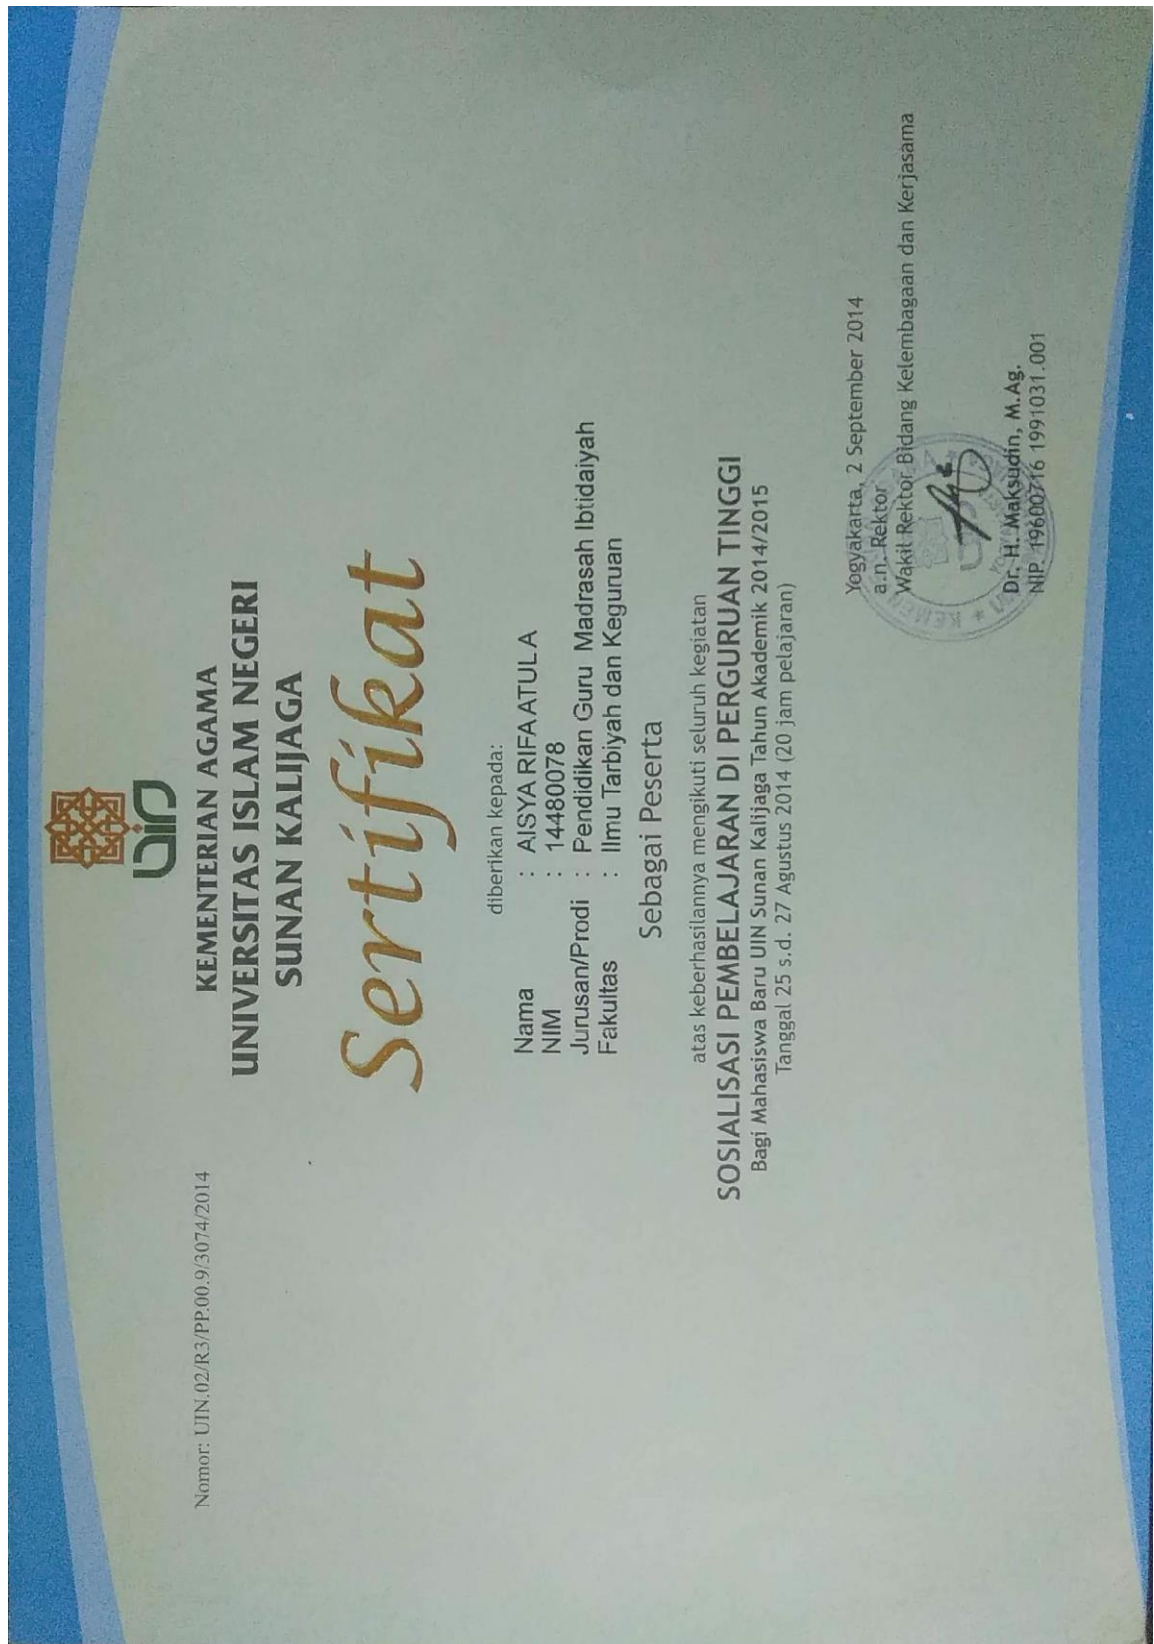 Nomor: UIN.02/R3/PP.00.9/3074/2014
uin
KEMENTERIAN AGAMA
UNIVERSITAS ISLAM NEGERI
SUNAN KALIJAGA
Sertifikat
diberikan kepada:
Nama : AISYA RIFAATULA
NIM : 14480078
Jurusan/Prodi : Pendidikan Guru Madrasah Ibtidaiyah
Fakultas : Ilmu Tarbiyah dan Keguruan
Sebagai Peserta
atas keberhasilannya mengikuti seluruh kegiatan
SOSIALISASI PEMBELAJARAN DI PERGURUAN TINGGI
Bagi Mahasiswa Baru UIN Sunan Kalijaga Tahun Akademik 2014/2015
Tanggal 25 s.d. 27 Agustus 2014 (20 jam pelajaran)
Yogyakarta, 2 September 2014
a.n. Rektor
Wakil Rektor Bidang Kelembagaan dan Kerjasama
Dr. H. Maksudin, M.Ag.
NIP. 19600716 1991031.001